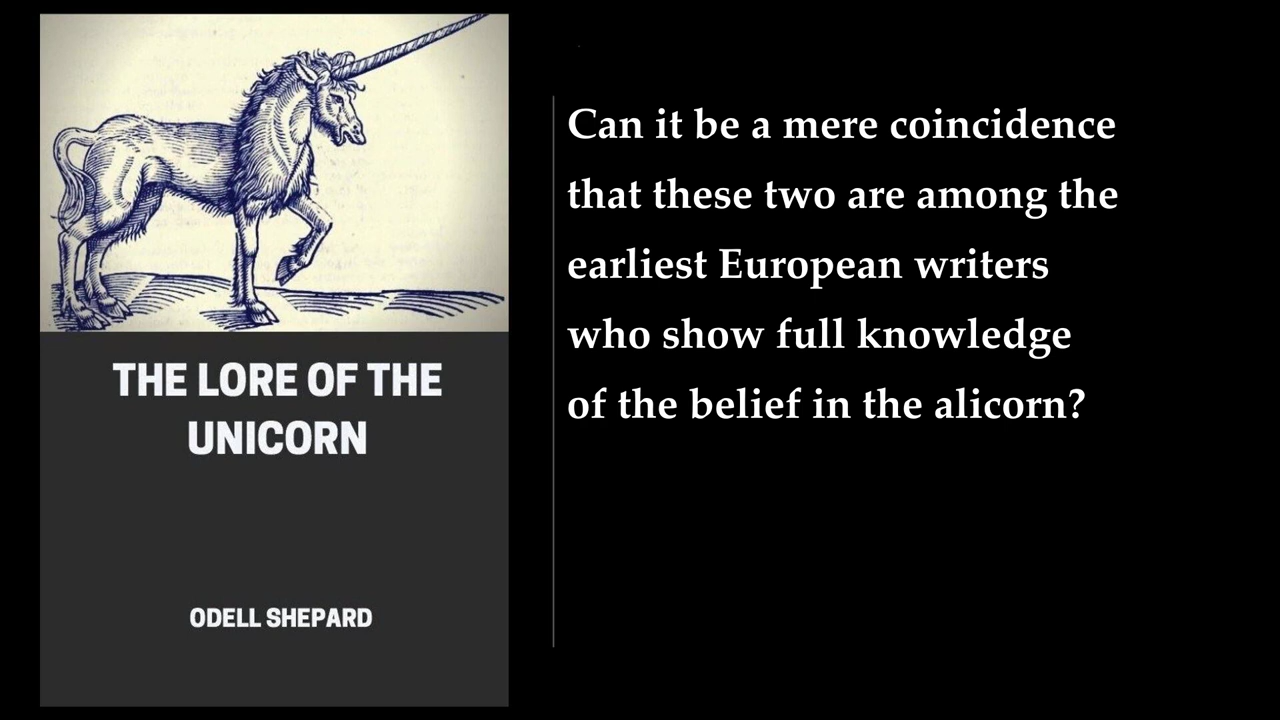 THE LORE OF THE
UNICORN
ODELL SHEPARD
Can it be a mere coincidence
that these two are among the
earliest European writers
who show full knowledge
of the belief in the alicorn?